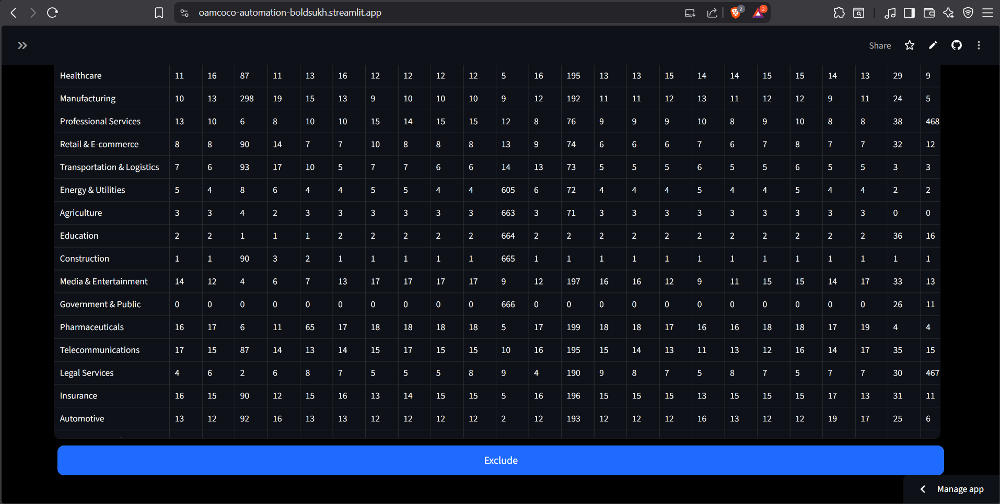 oamcoco-automation-boldsukh.streamlit.app 2 2
Share
Healthcare 11 16 87 11 13 16 12 12 12 12 5 16 195 13 13 15 14 14 15 15 14 13 29 9
Manufacturing 10 13 298 19 15 13 9 10 10 10 9 12 192 11 11 12 13 11 12 12 9 11 24 5
Professional Services 13 10 6 8 10 10 15 14 15 15 12 8 76 9 9 9 10 8 9 10 8 8 38 468
Retail & E-commerce 8 8 90 14 7 7 10 8 8 8 13 9 74 6 6 6 7 6 7 8 7 7 32 12
Transportation & Logistics 7 6 93 17 10 5 7 7 6 6 14 13 73 5 5 5 6 5 5 6 5 5 3 3
Energy & Utilities 5 4 8 6 4 4 5 5 4 4 605 6 72 4 4 4 5 4 4 5 4 4 2 2
Agriculture 3 3 4 2 3 3 3 3 3 3 663 3 71 3 3 3 3 3 3 3 3 3 0 0
Education 2 2 1 1 1 2 2 2 2 2 664 2 2 2 2 2 2 2 2 2 2 2 36 16
Construction 1 1 90 3 2 1 1 1 1 1 665 1 1 1 1 1 1 1 1 1 1 1 1 1
Media & Entertainment 14 12 4 6 7 13 17 17 17 17 9 12 197 16 16 12 9 11 15 15 14 17 33 13
Government & Public 0 0 0 0 0 0 0 0 0 0 666 0 0 0 0 0 0 0 0 0 0 0 26 11
Pharmaceuticals 16 17 6 11 65 17 18 18 18 18 5 17 199 18 18 17 16 16 18 18 17 19 4 4
Telecommunications 17 15 87 14 13 14 15 17 15 15 10 16 195 15 14 13 11 13 12 16 14 17 35 15
Legal Services 4 6 2 6 8 7 5 5 5 8 9 4 190 9 8 7 5 8 7 5 7 7 30 467
Insurance 16 15 90 12 15 16 13 14 15 15 5 16 196 15 15 15 13 15 15 15 17 13 31 11
Automotive 13 12 92 16 13 13 12 12 12 12 2 12 193 12 12 12 16 13 12 12 19 17 25 6
Exclude
Manage app